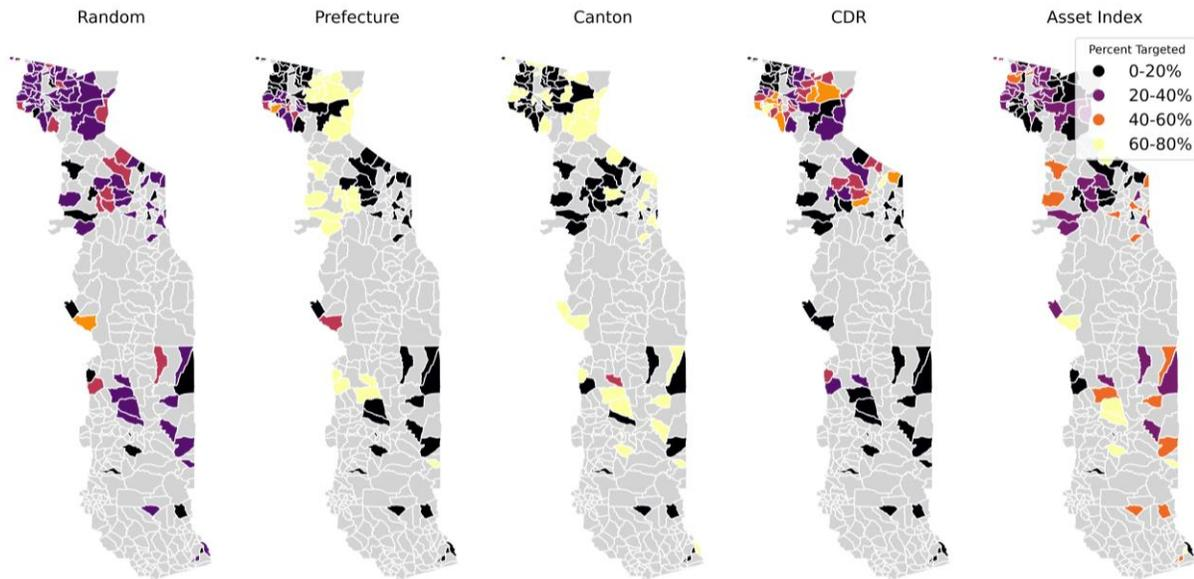 Random
Prefecture
Canton
CDR
Asset Index
Percent Targeted
0-20%
20-40%
40-60%
60-80%